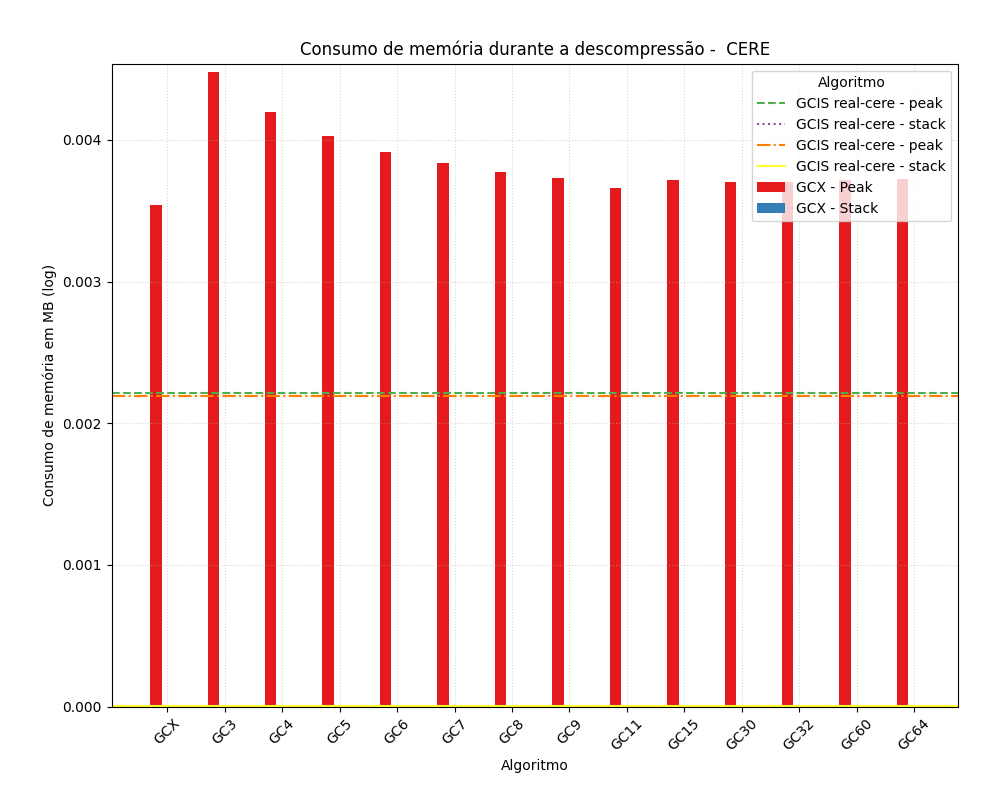 Consumo de memória durante a descompressão -  CERE
Algoritmo
GCIS real-cere - peak
GCIS real-cere - stack
GCIS real-cere - peak
GCIS real-cere - stack
GCX - Peak
GCX - Stack
Consumo de memória em MB (log)
0.004
0.003
0.002
0.001
0.000
GCX
GC3
GC4
GC5
GC6
GC7
GC8
GC9
GC11
GC15
GC30
GC32
GC60
GC64
Algoritmo